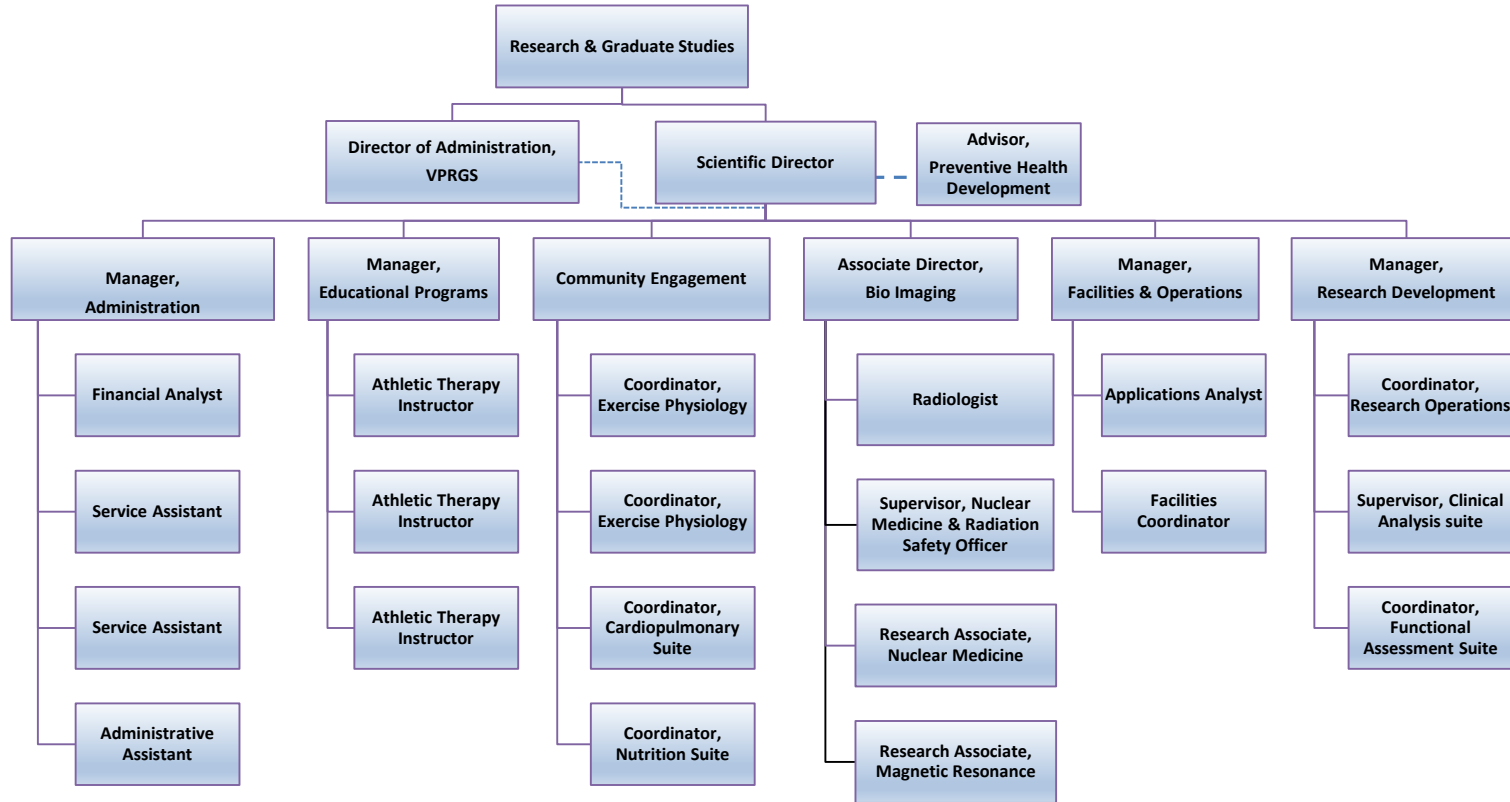 Research & Graduate Studies
Director of Administration,
VPRGS
Scientific Director
Advisor,
Preventive Health
Development
Manager,
Administration
Manager,
Educational Programs
Community Engagement
Associate Director,
Bio Imaging
Manager,
Facilities & Operations
Manager,
Research Development
Financial Analyst
Athletic Therapy
Instructor
Coordinator,
Exercise Physiology
Radiologist
Applications Analyst
Coordinator,
Research Operations
Service Assistant
Athletic Therapy
Instructor
Coordinator,
Exercise Physiology
Supervisor, Nuclear
Medicine & Radiation
Safety Officer
Facilities
Coordinator
Supervisor, Clinical
Analysis suite
Service Assistant
Athletic Therapy
Instructor
Coordinator,
Cardiopulmonary
Suite
Research Associate,
Nuclear Medicine
Coordinator,
Functional
Assessment Suite
Administrative
Assistant
Coordinator,
Nutrition Suite
Research Associate,
Magnetic Resonance